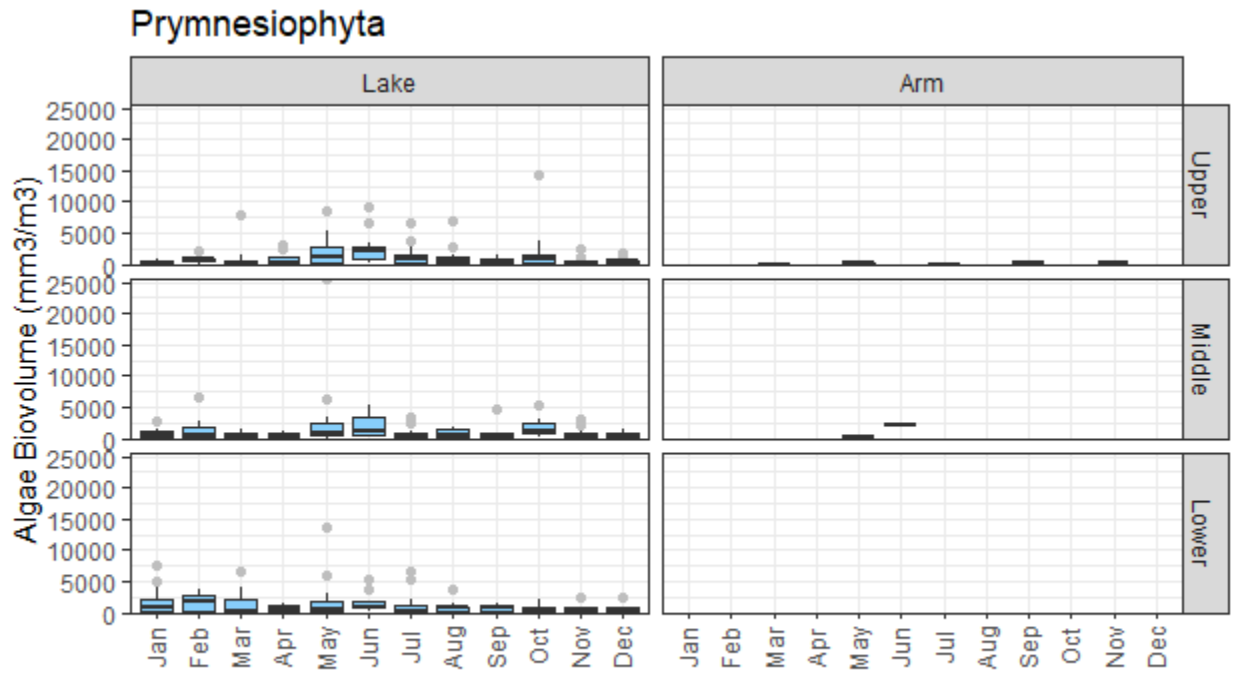 Prymnesiophyta
Lake Arm
Algae Biovolume (mm3/m3)
25000
20000
15000
10000
5000
0
Upper
25000
20000
15000
10000
5000
0
Middle
25000
20000
15000
10000
5000
0
Lower
Jan Feb Mar Apr May Jun Jul Aug Sep Oct Nov Dec Jan Feb Mar Apr May Jun Jul Aug Sep Oct Nov Dec